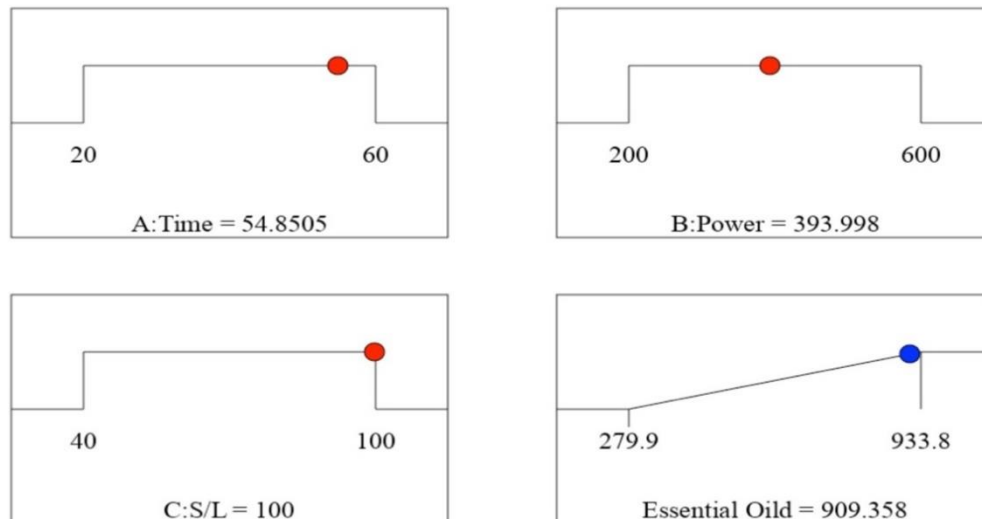 20 60
A:Time = 54.8505
200 600
B:Power = 393.998
40 100
C:S/L = 100
279.9 933.8
Essential Oild = 909.358